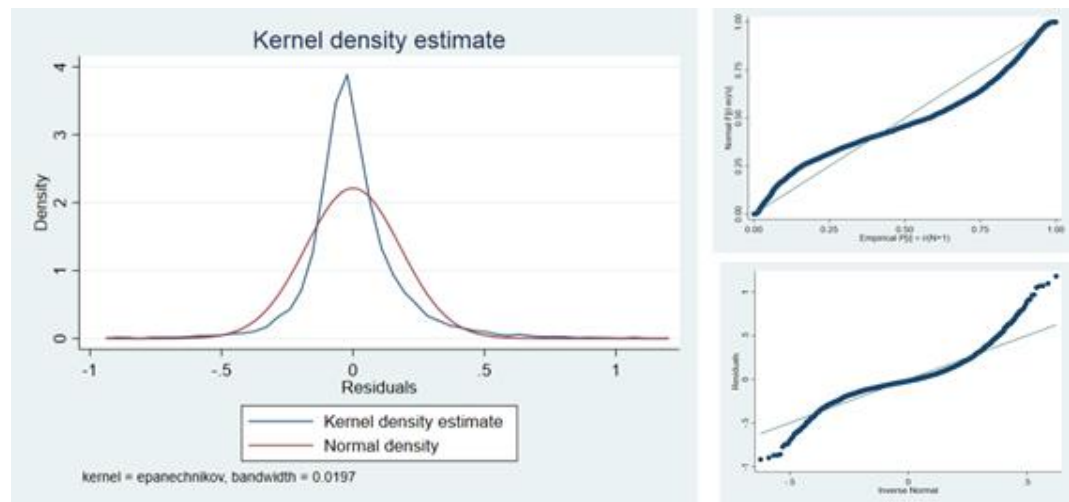 Kernel density estimate
Density
4
3
2
1
0
-1
-.5
0
.5
1
Residuals
Kernel density estimate
Normal density
kernel = epanechnikov, bandwidth = 0.0197
Normal F[(r-m)/s]
1.00
0.75
0.50
0.25
0.00
0.00
0.25
0.50
0.75
1.00
Empirical P[i] = i/(N+1)
Residuals
1
.5
0
-.5
-1
-.5
0
.5
Inverse Normal